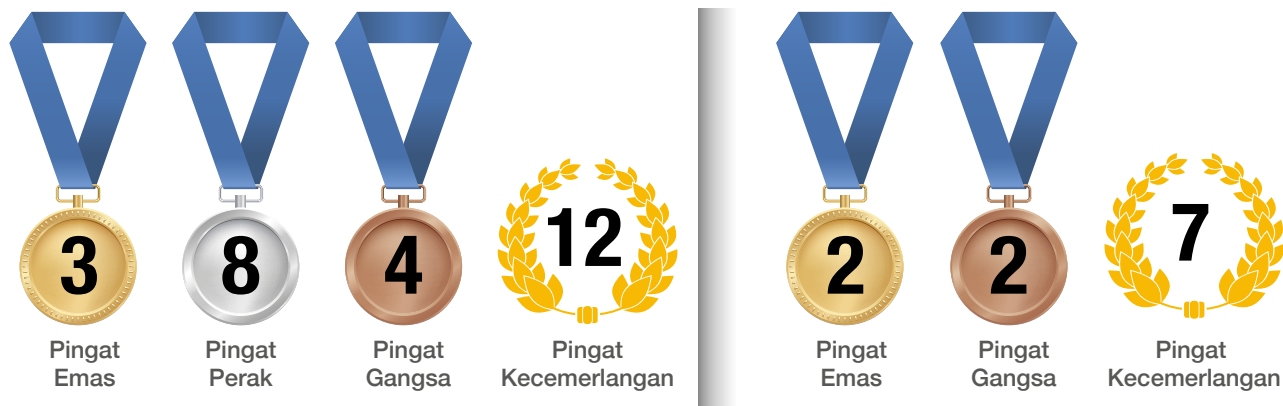 3
8
4
12
Pingat
Emas
Pingat
Perak
Pingat
Gangsa
Pingat
Kecemerlangan
2
2
7
Pingat
Emas
Pingat
Gangsa
Pingat
Kecemerlangan